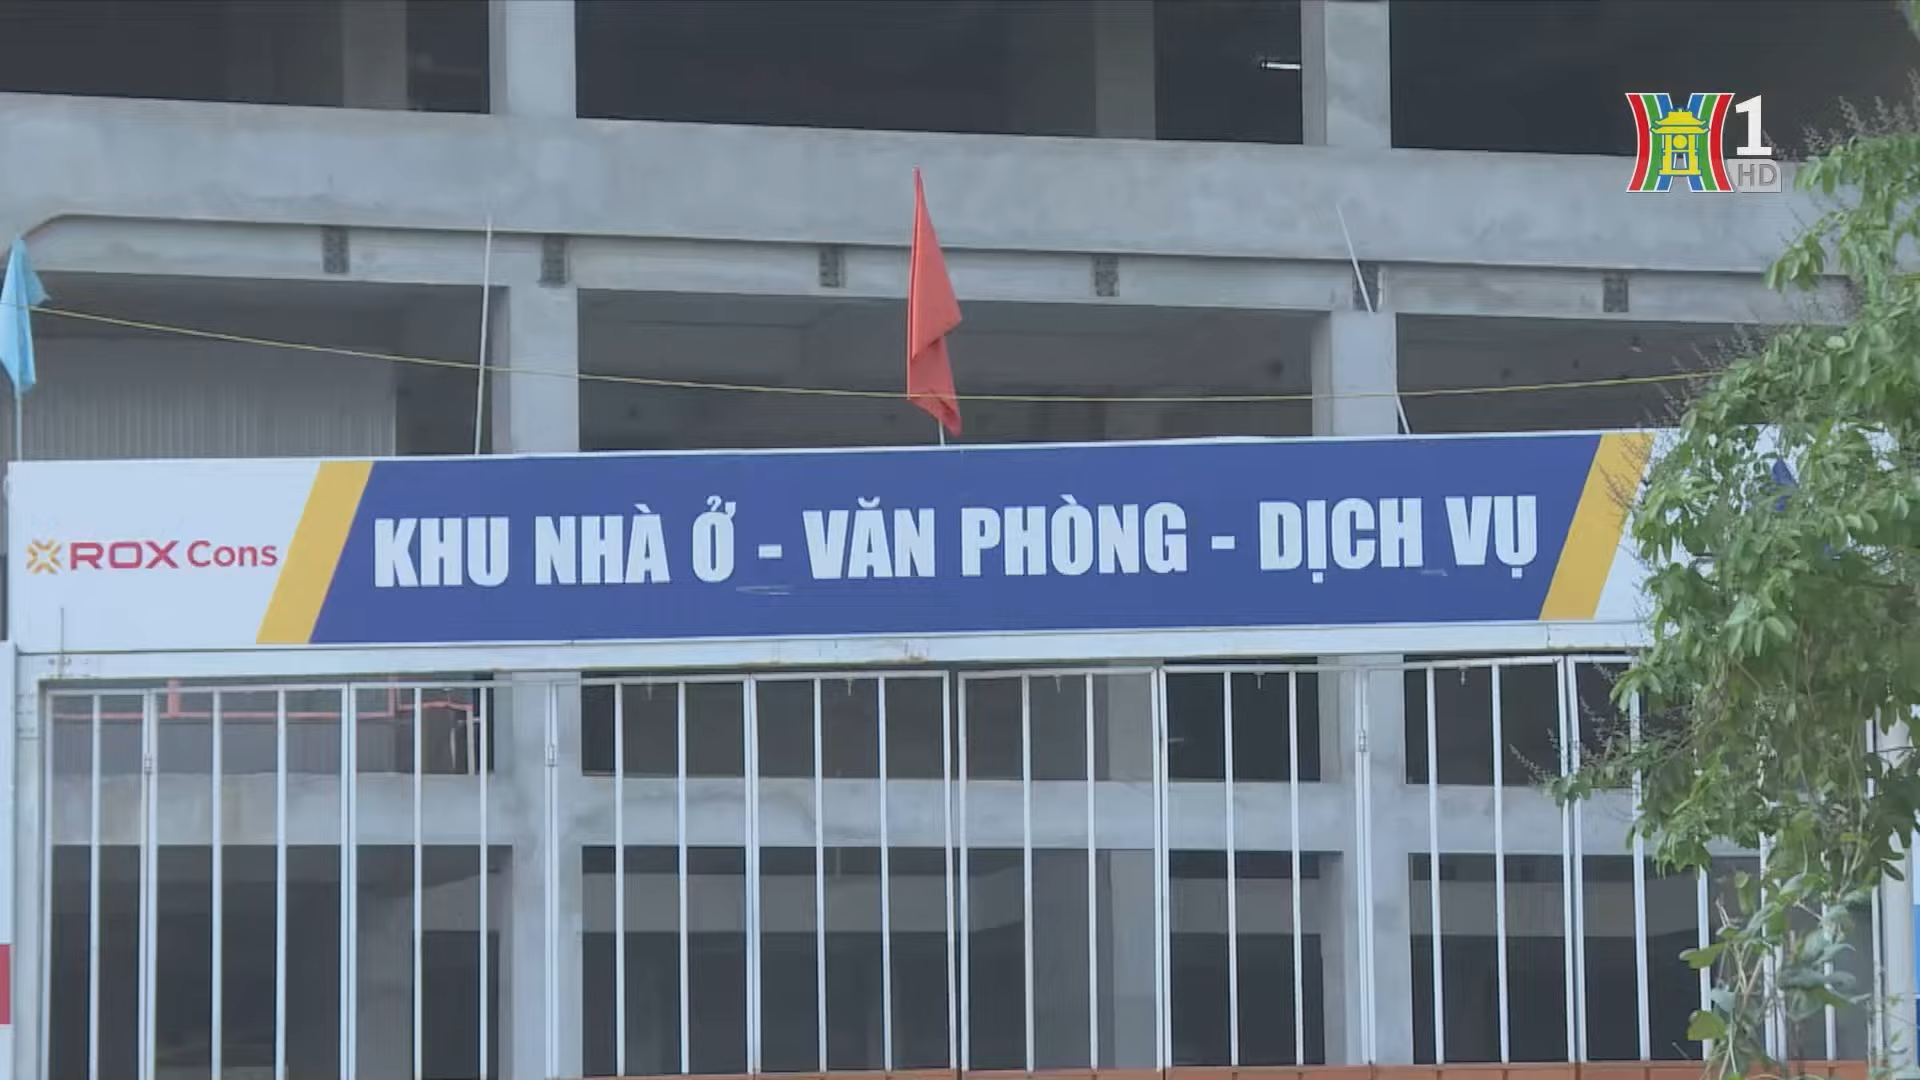 1
HD
ROX Cons
KHU NHÀ Ở - VĂN PHÒNG - DỊCH VỤ